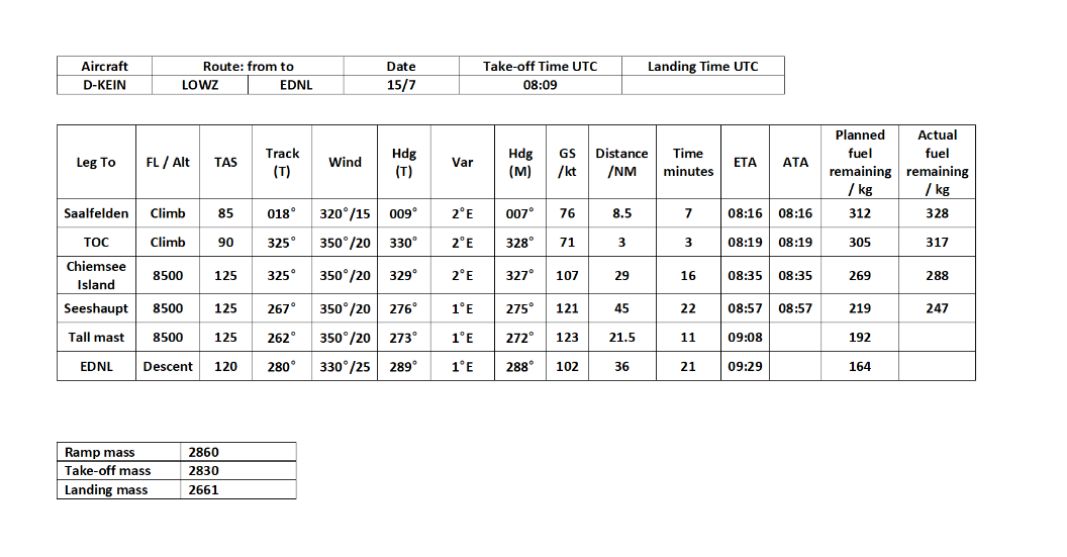 Aircraft Route: from to Date Take-off Time UTC Landing Time UTC
D-KEIN LOWZ EDNL 15/7 08:09
Leg To FL / Alt TAS Track (T) Wind Hdg (T) Var Hdg (M) GS /kt Distance /NM Time minutes ETA ATA Planned fuel remaining / kg Actual fuel remaining / kg
Saalfelden Climb 85 018° 320°/15 009° 2°E 007° 76 8.5 7 08:16 08:16 312 328
TOC Climb 90 325° 350°/20 330° 2°E 328° 71 3 3 08:19 08:19 305 317
Chiemsee Island 8500 125 325° 350°/20 329° 2°E 327° 107 29 16 08:35 08:35 269 288
Seeshaupt 8500 125 267° 350°/20 276° 1°E 275° 121 45 22 08:57 08:57 219 247
Tall mast 8500 125 262° 350°/20 273° 1°E 272° 123 21.5 11 09:08 192
EDNL Descent 120 280° 330°/25 289° 1°E 288° 102 36 21 09:29 164
Ramp mass 2860
Take-off mass 2830
Landing mass 2661